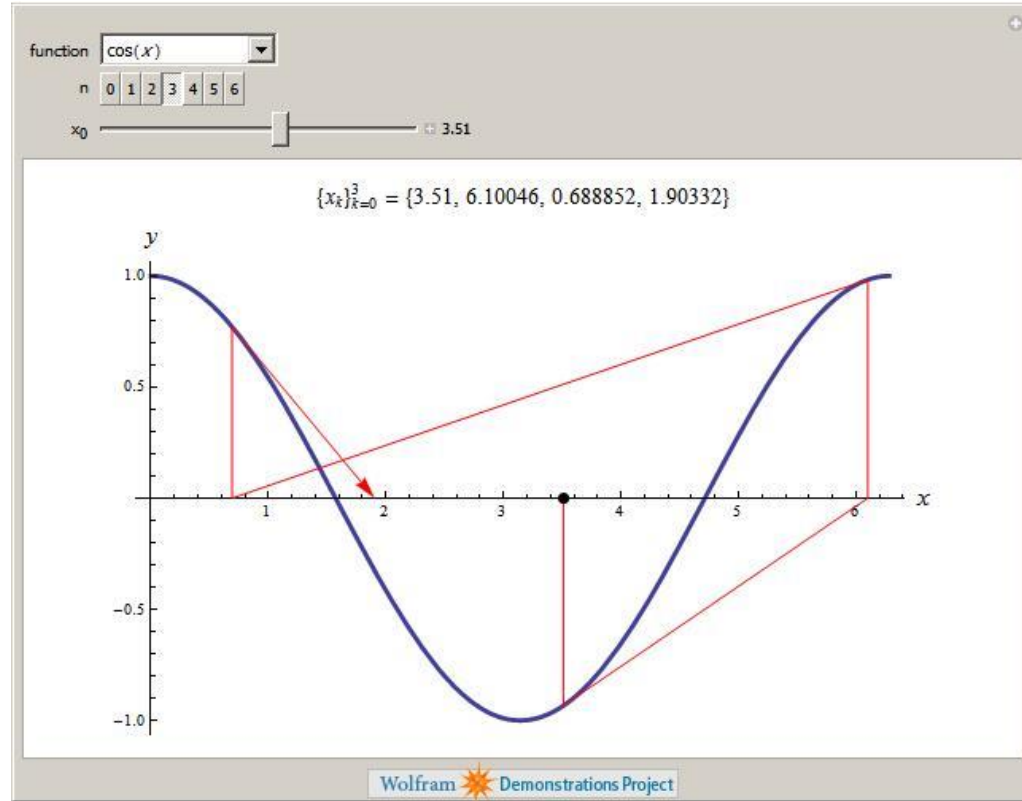 function cos(x)
n 0 1 2 3 4 5 6
x₀ 3.51
{xₖ}³ₖ₌₀ = {3.51, 6.10046, 0.688852, 1.90332}
y
1.0
0.5
1 2 3 4 5 6 x
−0.5
−1.0
Wolfram Demonstrations Project